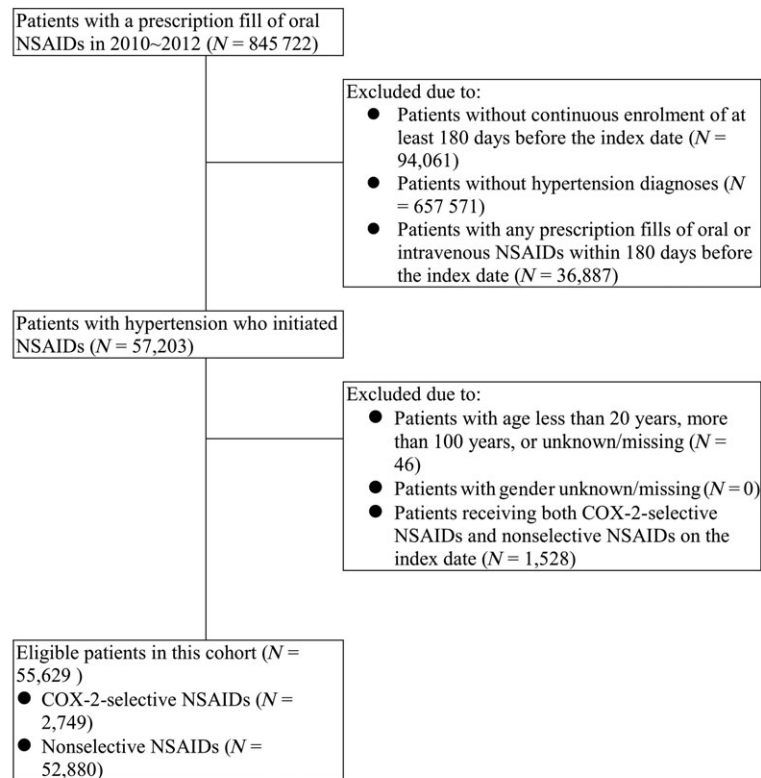 Patients with a prescription fill of oral
NSAIDs in 2010~2012 (N = 845 722)
Excluded due to:
● Patients without continuous enrolment of at
least 180 days before the index date (N =
94,061)
● Patients without hypertension diagnoses (N
= 657 571)
● Patients with any prescription fills of oral or
intravenous NSAIDs within 180 days before
the index date (N = 36,887)
Patients with hypertension who initiated
NSAIDs (N = 57,203)
Excluded due to:
● Patients with age less than 20 years, more
than 100 years, or unknown/missing (N =
46)
● Patients with gender unknown/missing (N = 0)
● Patients receiving both COX-2-selective
NSAIDs and nonselective NSAIDs on the
index date (N = 1,528)
Eligible patients in this cohort (N =
55,629 )
● COX-2-selective NSAIDs (N =
2,749)
● Nonselective NSAIDs (N =
52,880)